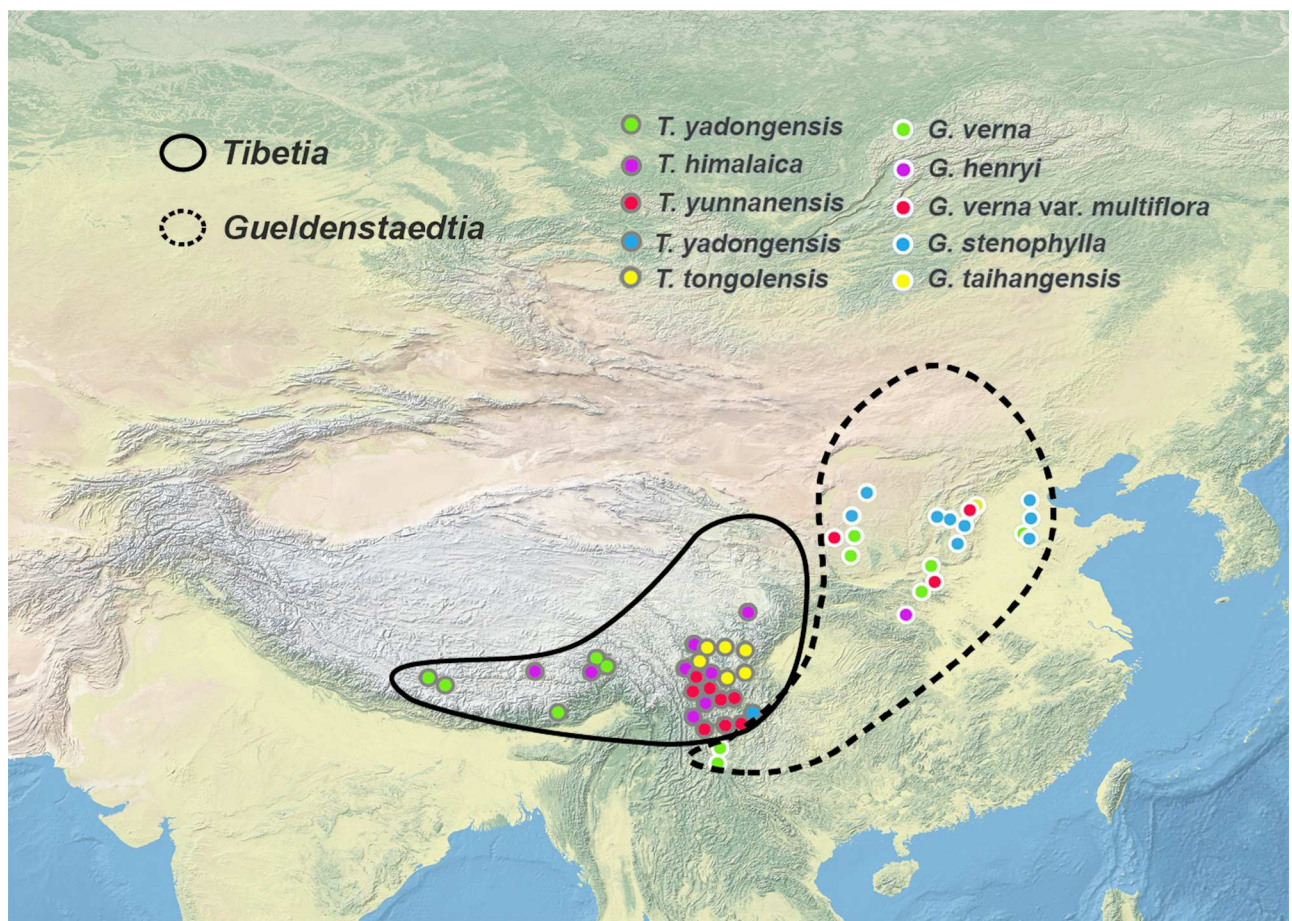 Tibetia
Gueldenstaedtia
T. yadongensis
T. himalaica
T. yunnanensis
T. yadongensis
T. tongolensis
G. verna
G. henryi
G. verna var. multiflora
G. stenophylla
G. taihangensis